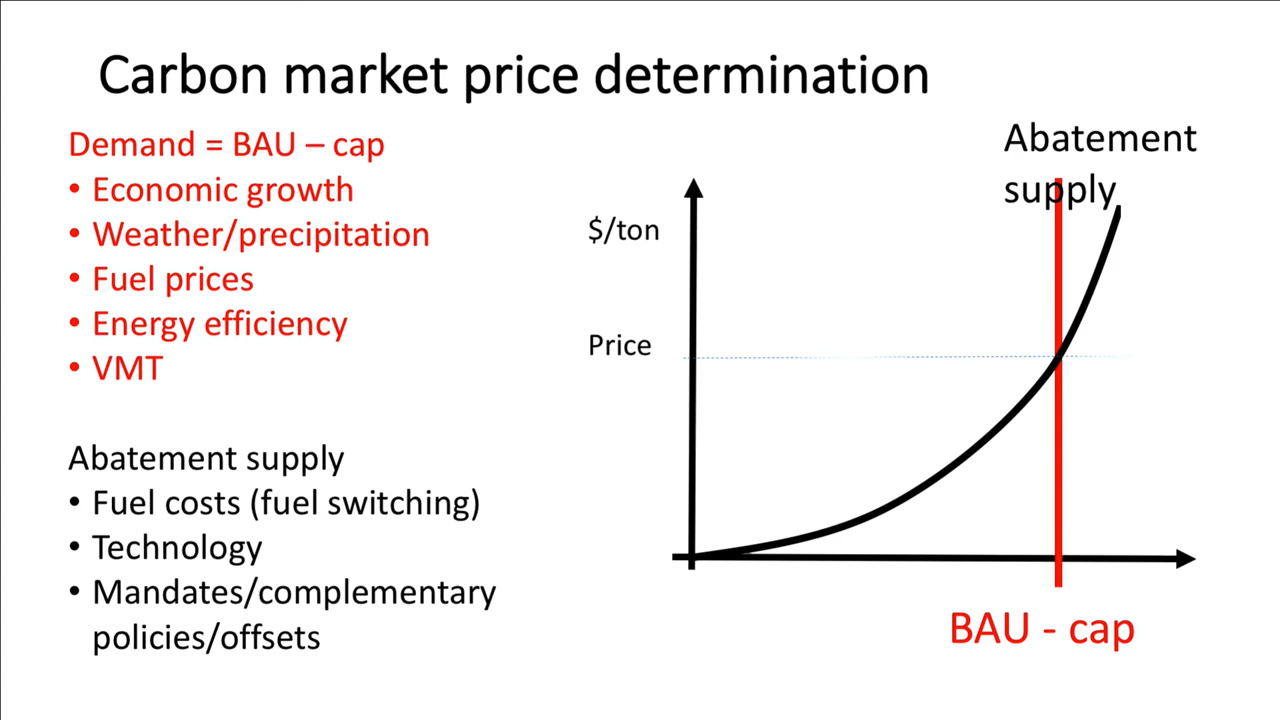 Carbon market price determination
Demand = BAU – cap
• Economic growth
• Weather/precipitation
• Fuel prices
• Energy efficiency
• VMT
Abatement supply
• Fuel costs (fuel switching)
• Technology
• Mandates/complementary
policies/offsets
Abatement
supply
$/ton
Price
BAU - cap